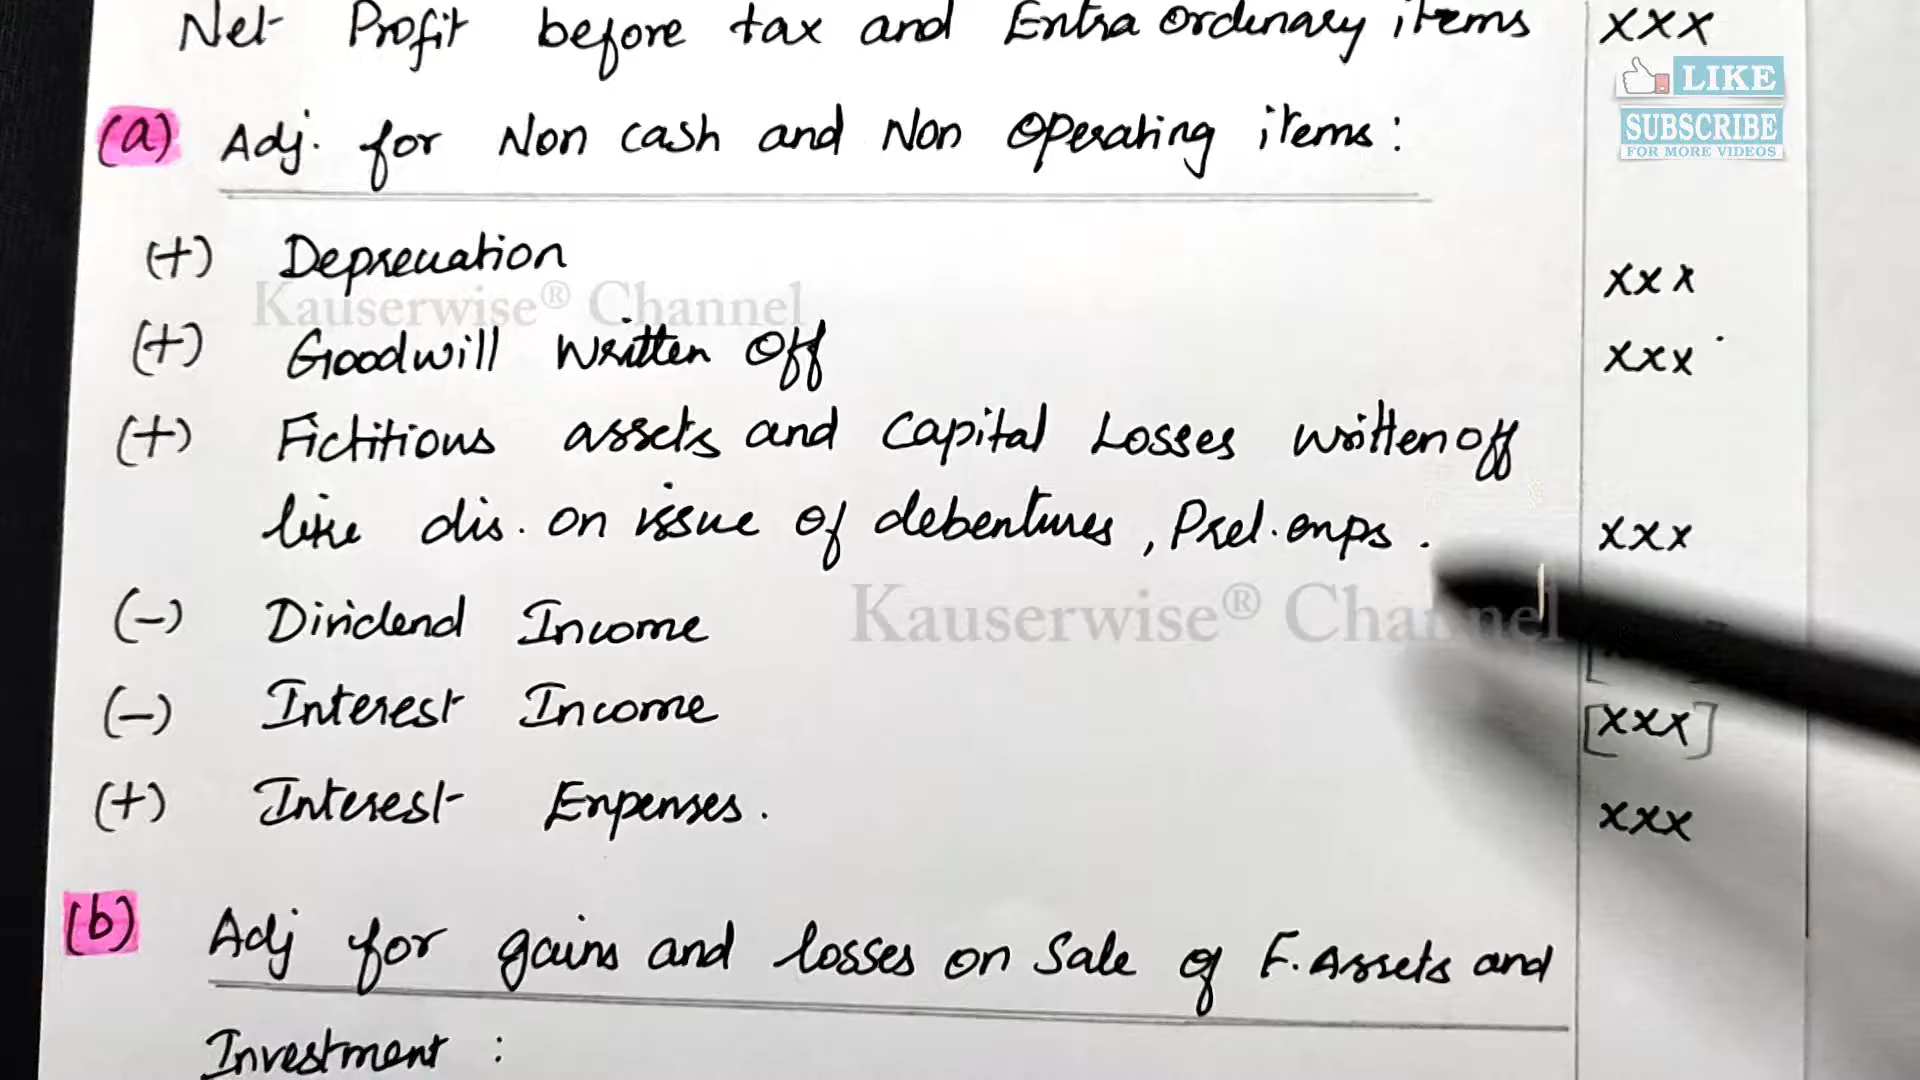 Net Profit before tax and Extra Ordinary items XXX
LIKE
SUBSCRIBE
FOR MORE VIDEOS
(a) Adj. for Non cash and Non Operating items:
(+) Depreciation XXX
Kauserwise® Channel
(+) Goodwill Written Off XXX
(+) Fictitious assets and Capital Losses written off
like dis. on issue of debentures, Prel. exps. XXX
(-) Dividend Income
Kauserwise® Channel
(-) Interest Income [XXX]
(+) Interest Expenses. XXX
(b) Adj for gains and losses on Sale of F. Assets and
Investment :